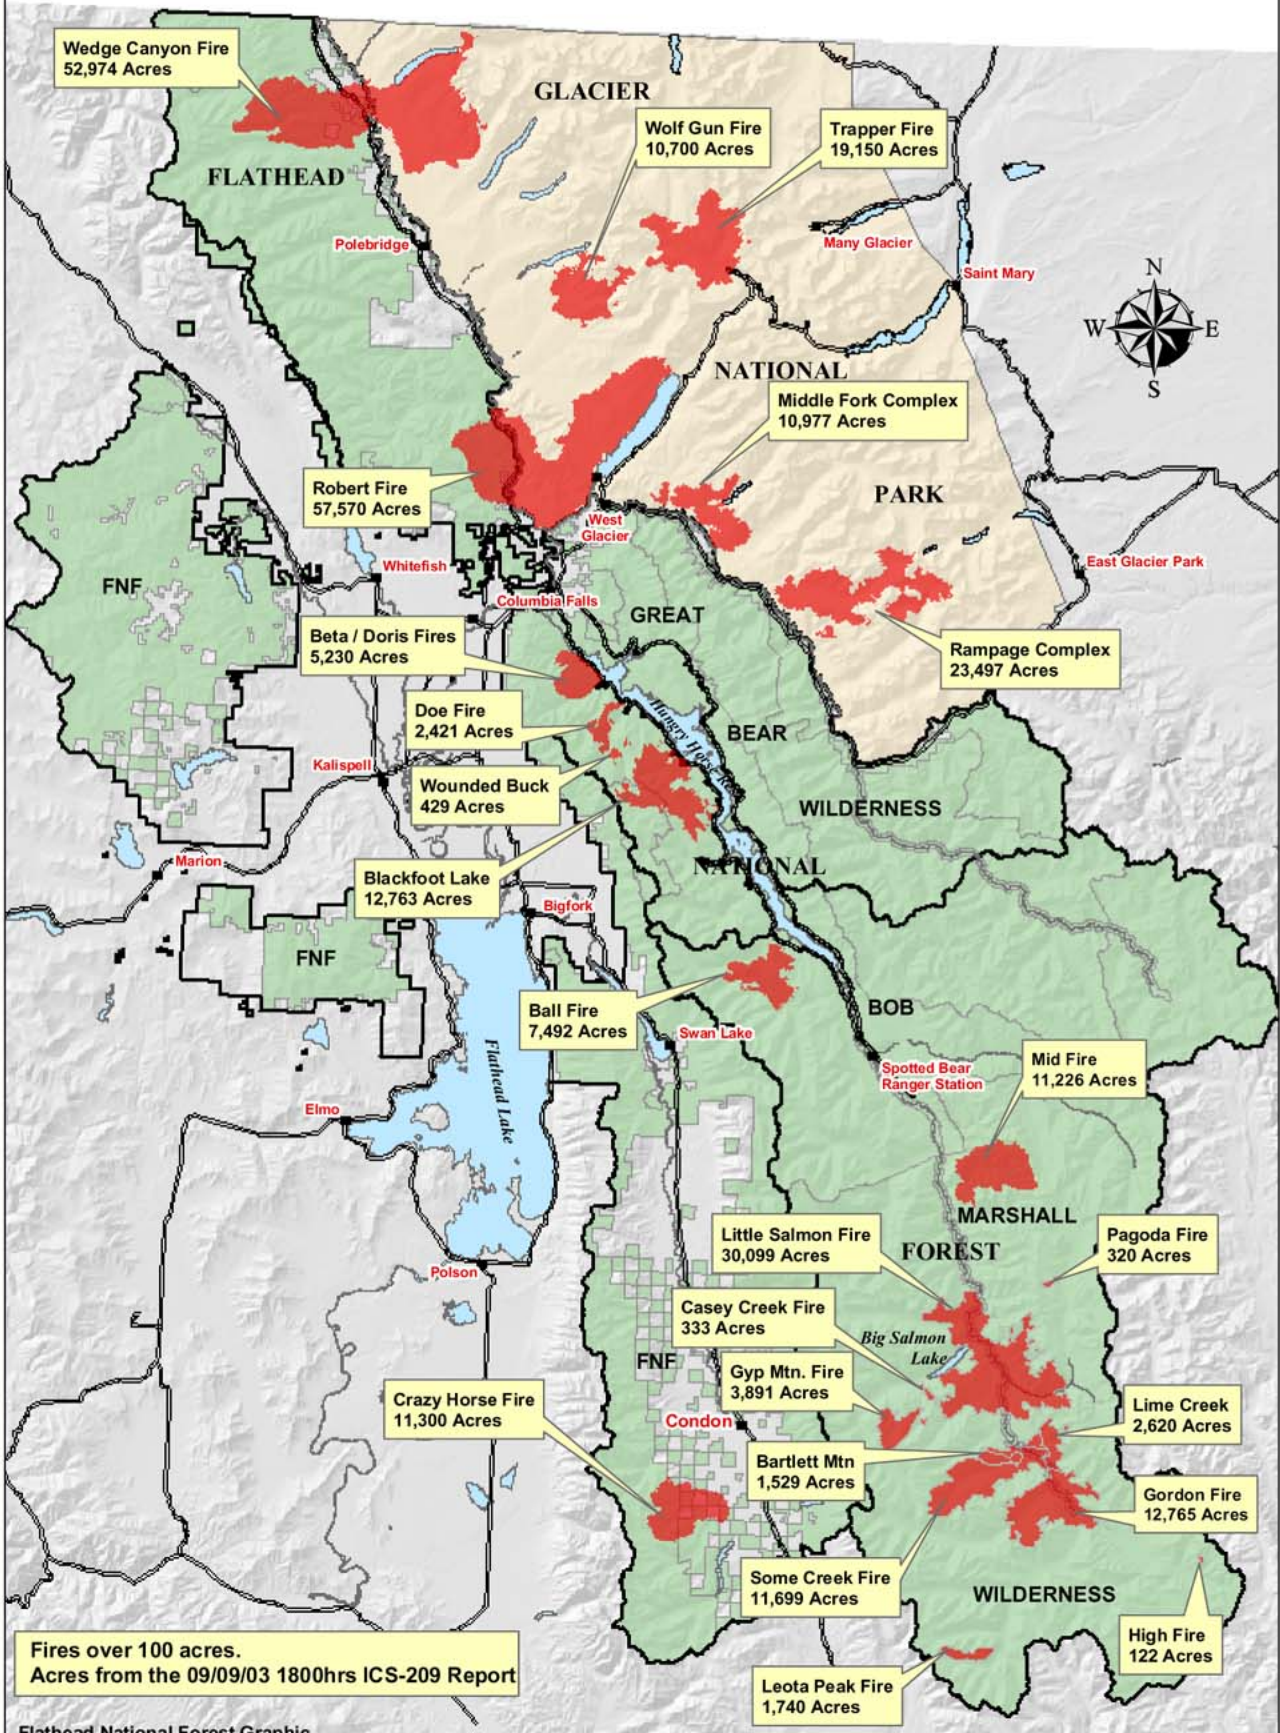 Wedge Canyon Fire
52,974 Acres
GLACIER
Wolf Gun Fire
10,700 Acres
Trapper Fire
19,150 Acres
FLATHEAD
Polebridge
Many Glacier
Saint Mary
N
W
E
S
NATIONAL
Middle Fork Complex
10,977 Acres
PARK
Robert Fire
57,570 Acres
West
Glacier
Whitefish
East Glacier Park
FNF
Columbia Falls
GREAT
Beta / Doris Fires
5,230 Acres
Rampage Complex
23,497 Acres
Doe Fire
2,421 Acres
Hungry Horse
BEAR
Kalispell
Wounded Buck
429 Acres
WILDERNESS
Marion
NATIONAL
Blackfoot Lake
12,763 Acres
Bigfork
FNF
Ball Fire
7,492 Acres
BOB
Swan Lake
Flathead Lake
Spotted Bear
Ranger Station
Mid Fire
11,226 Acres
Elmo
MARSHALL
Little Salmon Fire
30,099 Acres
FOREST
Pagoda Fire
320 Acres
Polson
Casey Creek Fire
333 Acres
Big Salmon
Lake
FNF
Gyp Mtn. Fire
3,891 Acres
Crazy Horse Fire
11,300 Acres
Condon
Lime Creek
2,620 Acres
Bartlett Mtn
1,529 Acres
Gordon Fire
12,765 Acres
Some Creek Fire
11,699 Acres
WILDERNESS
High Fire
122 Acres
Fires over 100 acres.
Acres from the 09/09/03 1800hrs ICS-209 Report
Leota Peak Fire
1,740 Acres
Flathead National Forest Graphic